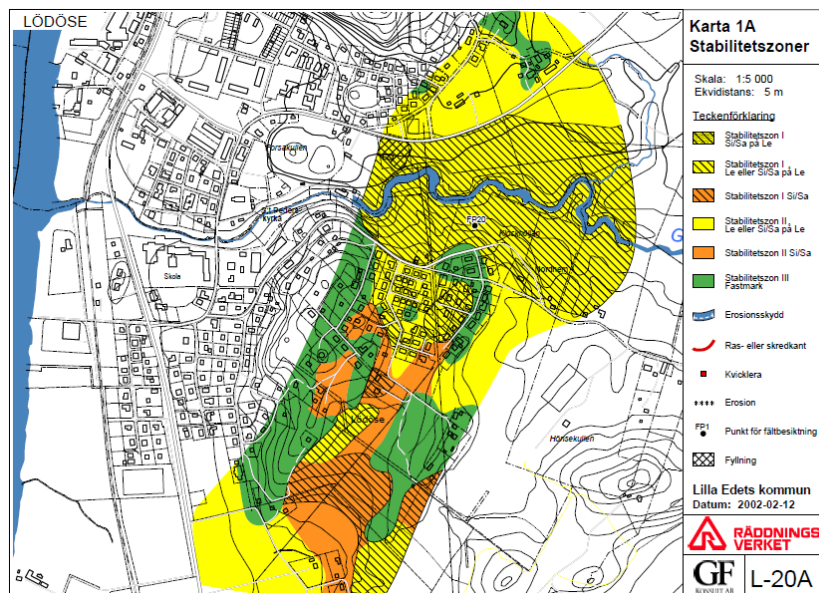 LÖDÖSE
Karta 1A
Stabilitetszoner
Skala: 1:5 000
Ekvidistans: 5 m
Teckenförklaring
Stabilitetszon I
Si/Sa på Le
Stabilitetszon I
Le eller Si/Sa på Le
Stabilitetszon I Si/Sa
Stabilitetszon II
Le eller Si/Sa på Le
Stabilitetszon II Si/Sa
Stabilitetszon III
Fastmark
Erosionsskydd
Ras- eller skredkant
Kvicklera
Erosion
FP1
Punkt för fältbesiktning
Fyllning
Lilla Edets kommun
Datum: 2002-02-12
RÄDDNINGS
VERKET
GF
KONSULT AB
L-20A
FP20
kyrka
G
Skole
Hönsekullen
Lödöse